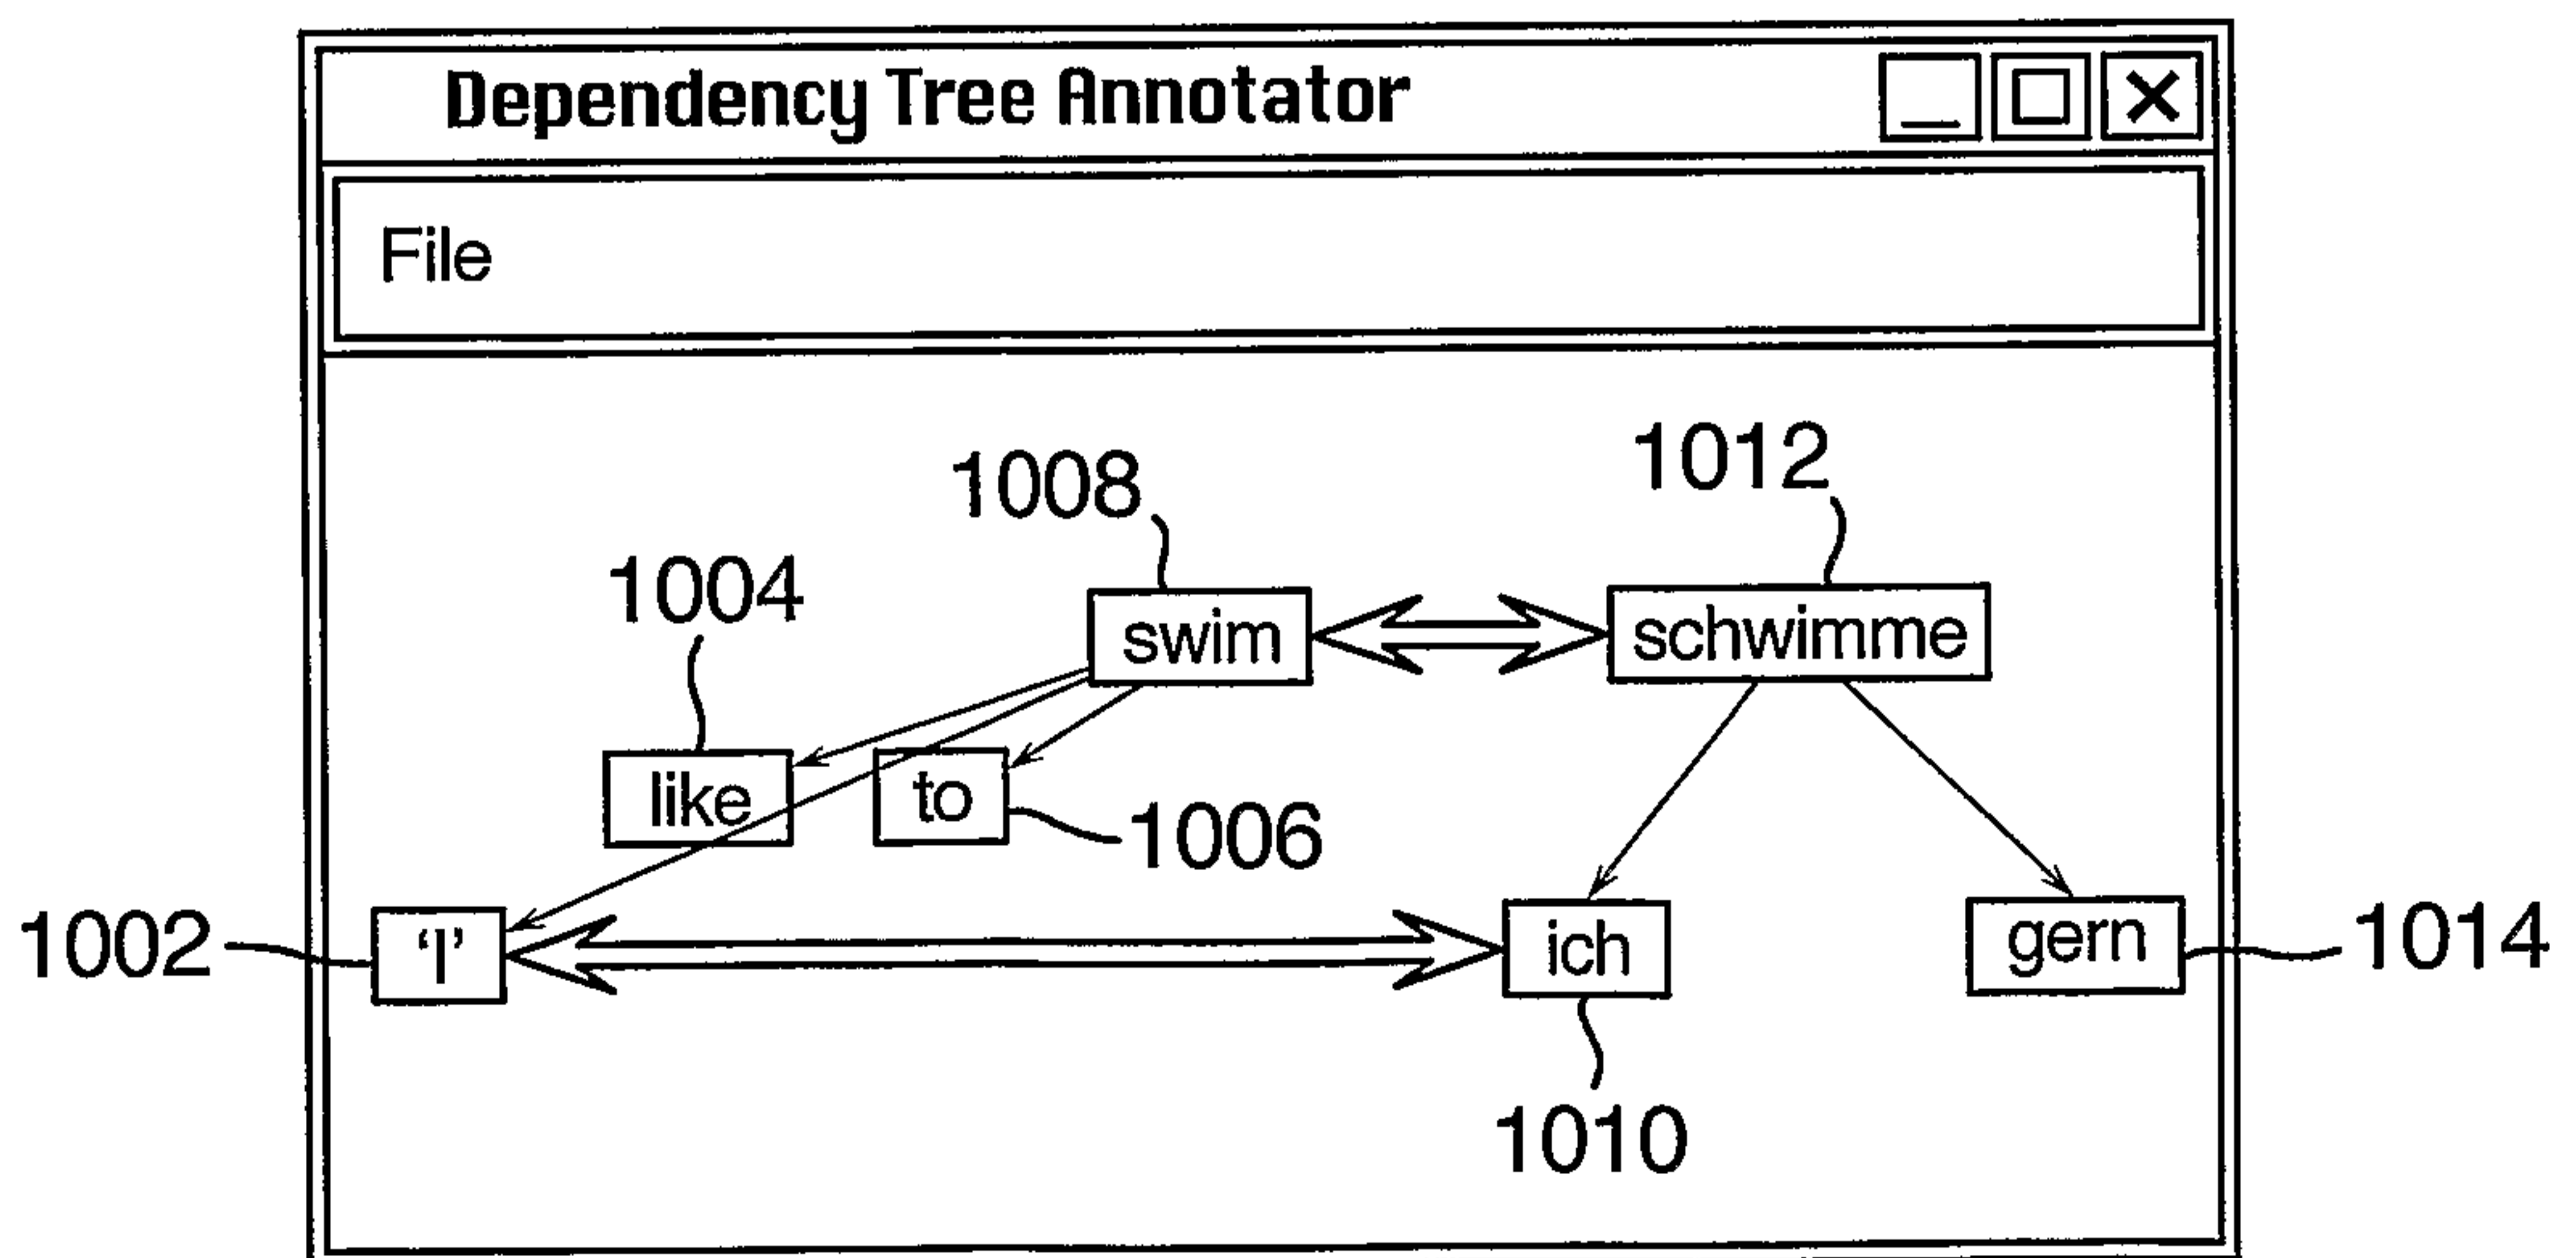 Dependency Tree Annotator
File
1012
1008
1004
swim
schwimme
like
to
1006
1002
'I'
ich
gern
1014
1010